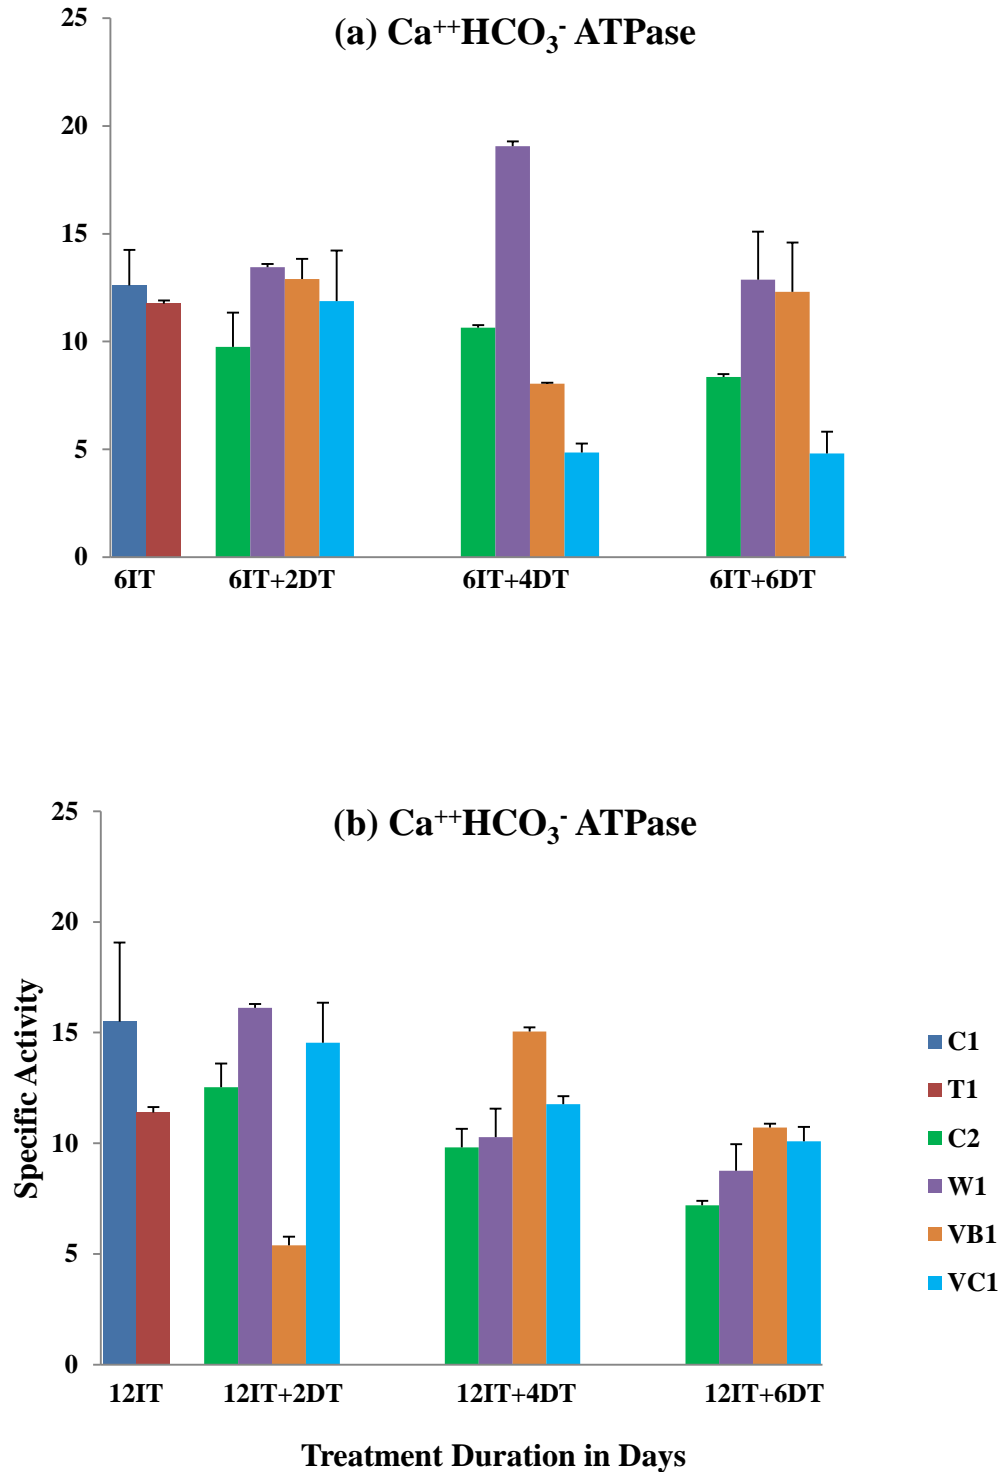 (a) Ca⁺⁺HCO₃⁻ ATPase
25
20
15
10
5
0
6IT 6IT+2DT 6IT+4DT 6IT+6DT
(b) Ca⁺⁺HCO₃⁻ ATPase
25
20
15
10
5
0
Specific Activity
12IT 12IT+2DT 12IT+4DT 12IT+6DT
Treatment Duration in Days
C1
T1
C2
W1
VB1
VC1